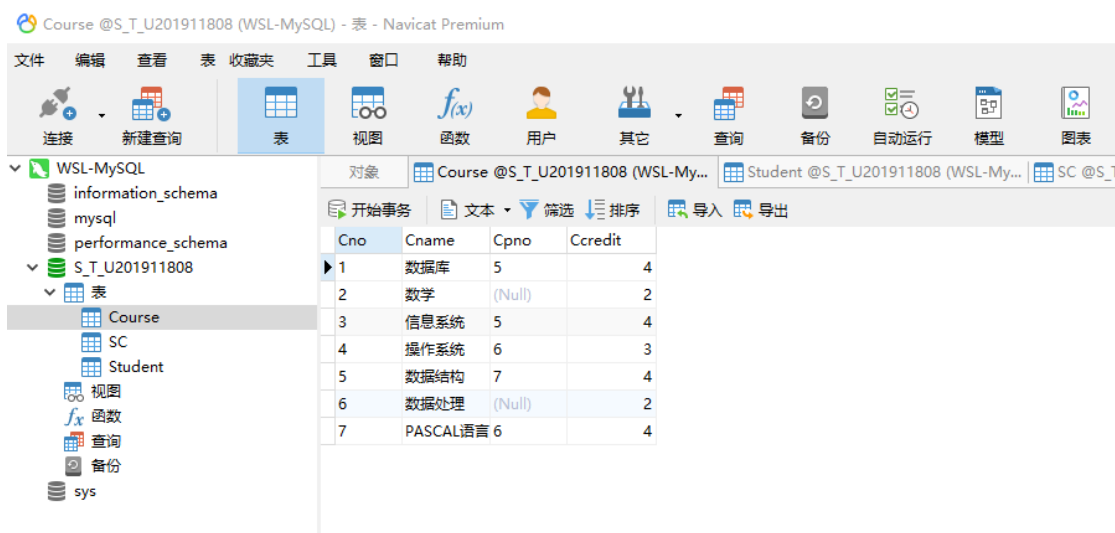 Course @S_T_U201911808 (WSL-MySQL) - 表 - Navicat Premium
文件 编辑 查看 表 收藏夹 工具 窗口 帮助
连接 新建查询 表 视图 函数 用户 其它 查询 备份 自动运行 模型 图表
WSL-MySQL
information_schema
mysql
performance_schema
S_T_U201911808
表
Course
SC
Student
视图
函数
查询
备份
sys
对象 Course @S_T_U201911808 (WSL-My... Student @S_T_U201911808 (WSL-My... SC @S_T
开始事务 文本 筛选 排序 导入 导出
Cno Cname Cpno Ccredit
1 数据库 5 4
2 数学 (Null) 2
3 信息系统 5 4
4 操作系统 6 3
5 数据结构 7 4
6 数据处理 (Null) 2
7 PASCAL语言 6 4